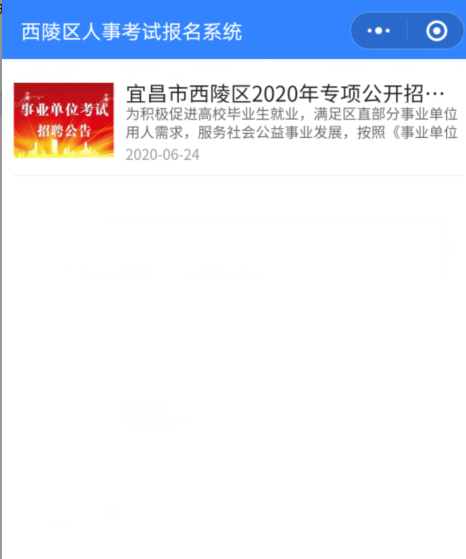 西陵区人事考试报名系统
事业单位考试
招聘公告
宜昌市西陵区2020年专项公开招…
为积极促进高校毕业生就业，满足区直部分事业单位
用人需求，服务社会公益事业发展，按照《事业单位
2020-06-24